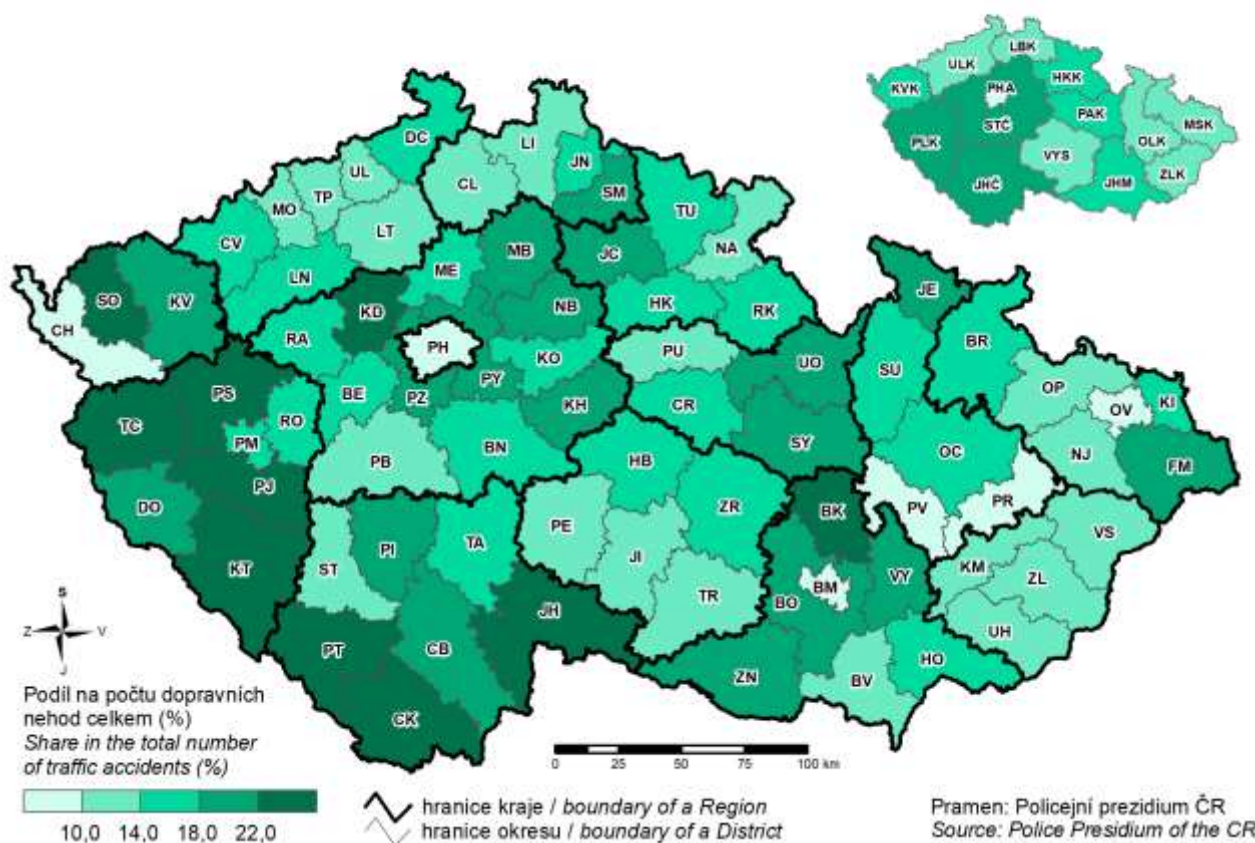 LBK
ULK
HKK
KVK
PHA
PAK
STČ
MSK
PLK
OLK
VYS
ZLK
JHČ
JHM
DC
LI
JN
UL
CL
SM
TP
MO
TU
LT
CV
NA
MB
JC
ME
LN
JE
SO
KV
KD
NB
HK
RK
CH
RA
PH
KO
PU
BR
UO
SU
OP
PS
BE
PZ
PY
KH
CR
OV
KI
TC
RO
PM
SY
OC
NJ
PB
BN
HB
FM
PJ
DO
ZR
BK
PV
PR
PE
VS
ST
PI
TA
JI
KM
KT
BM
VY
ZL
TR
BO
JH
UH
S
Z V
J
PT
CB
HO
ZN
BV
CK
Podíl na počtu dopravních
nehod celkem (%)
Share in the total number
of traffic accidents (%)
10,0 14,0 18,0 22,0
0 25 50 75 100 km
hranice kraje / boundary of a Region
hranice okresu / boundary of a District
Pramen: Policejní prezidium ČR
Source: Police Presidium of the CR